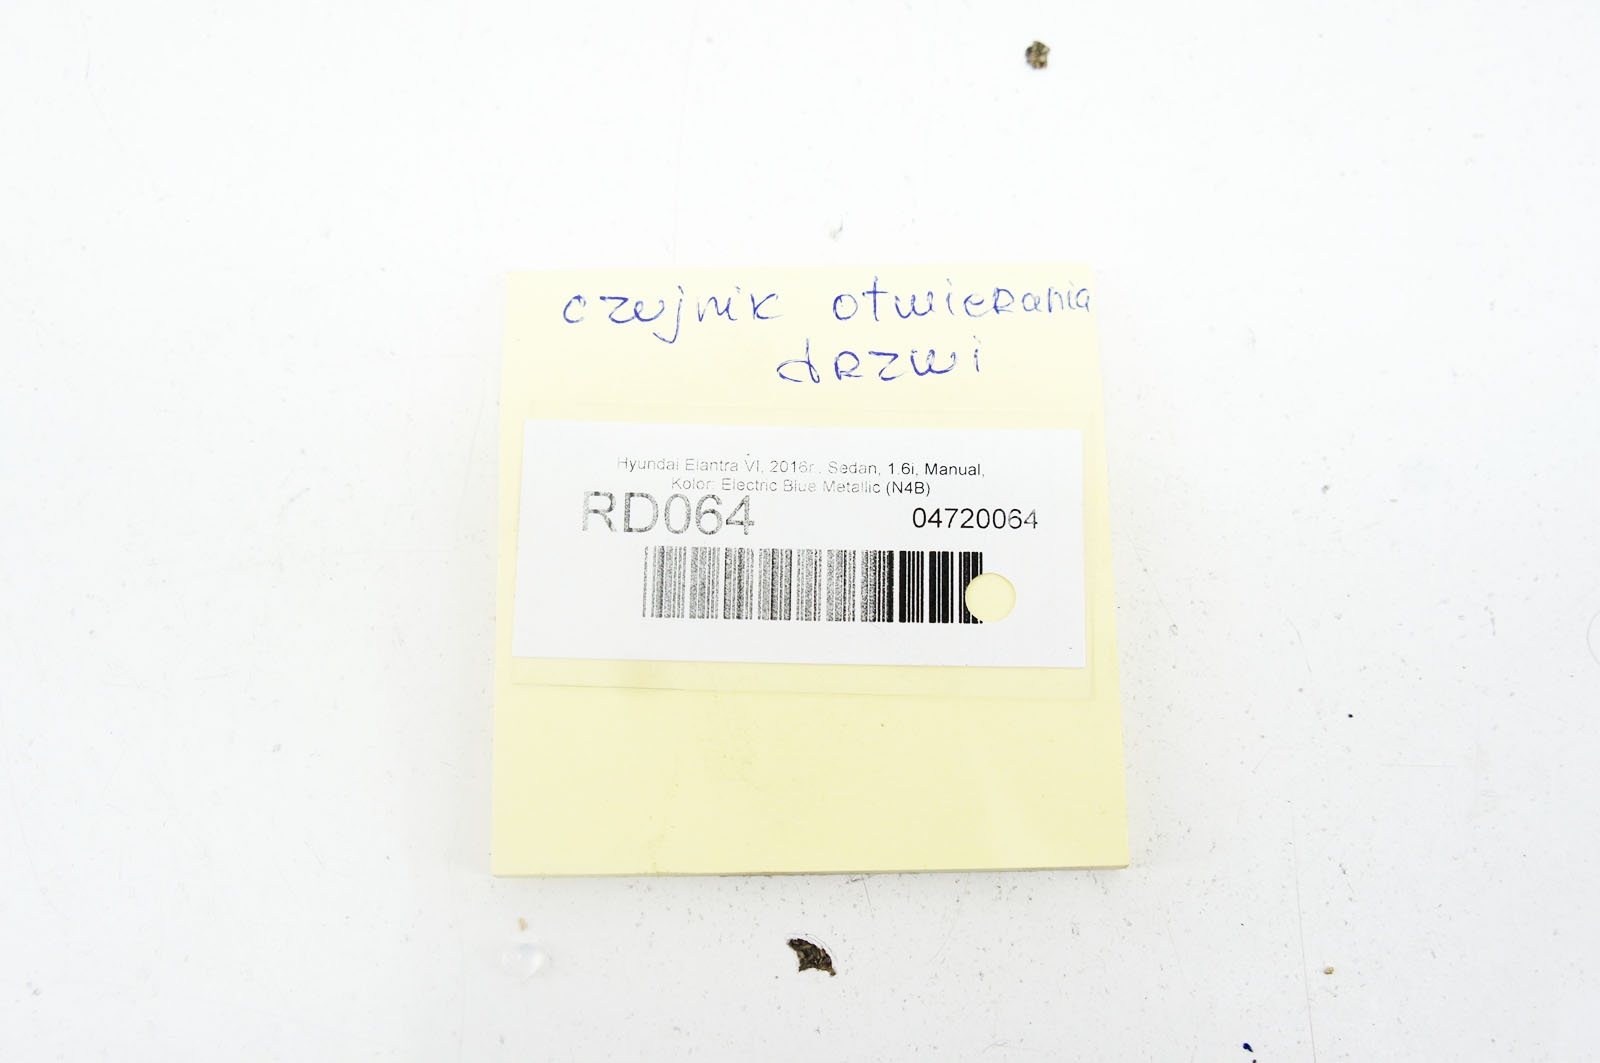 czujnik otwierania
drzwi
Hyundai Elantra VI, 2016r., Sedan, 1.6i, Manual,
Kolor: Electric Blue Metallic (N4B)
RD064 04720064